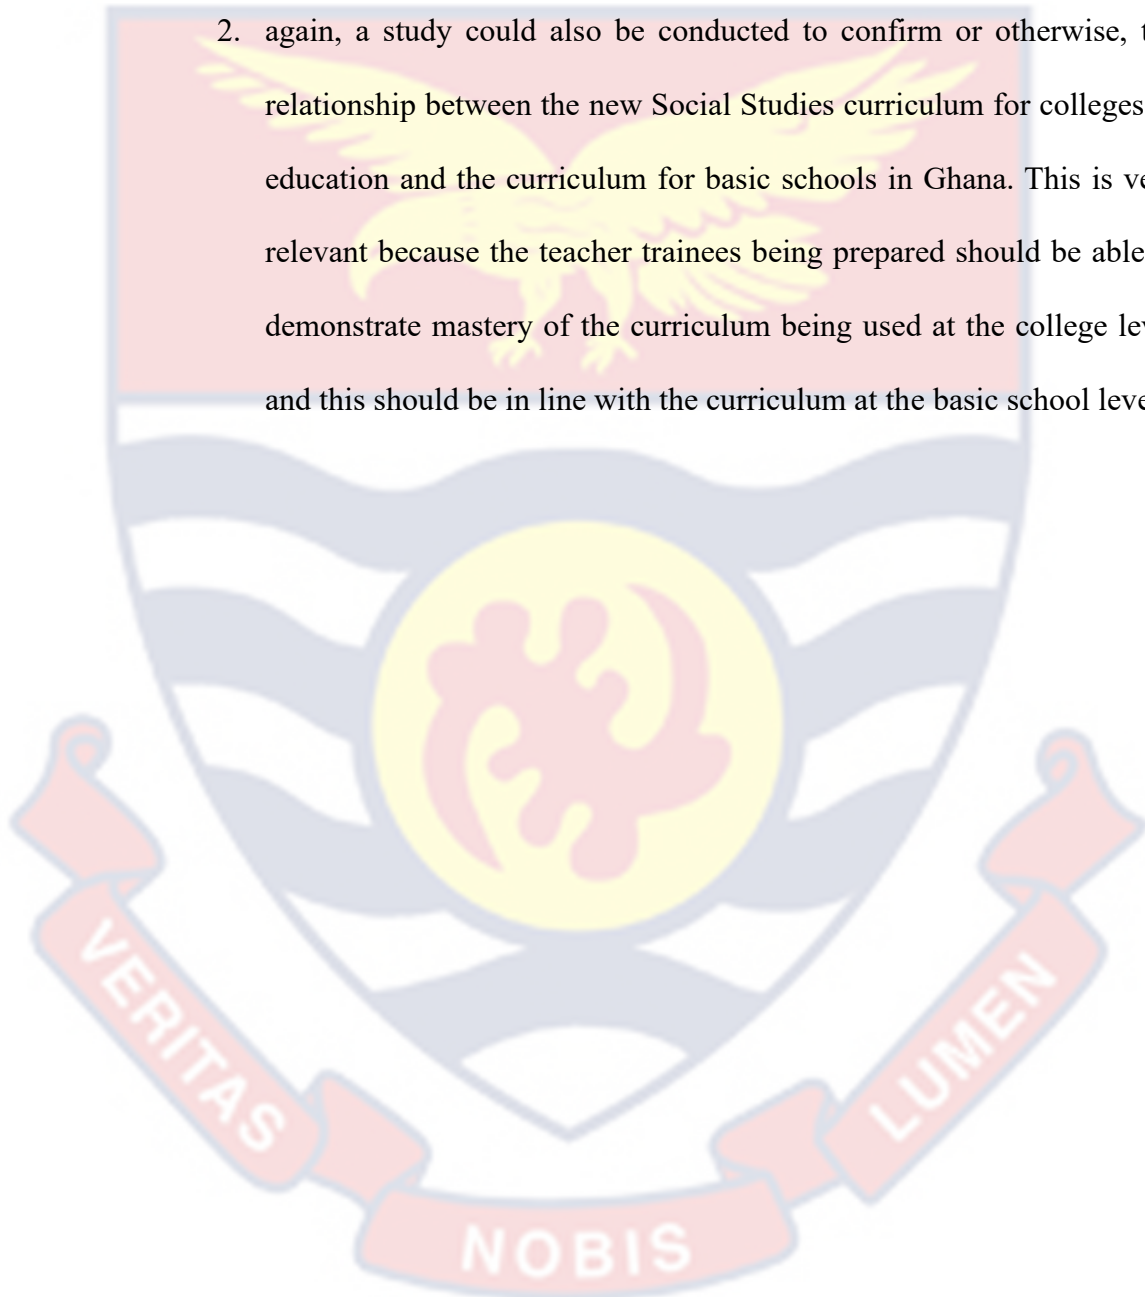 2. again, a study could also be conducted to confirm or otherwise,
relationship between the new Social Studies curriculum for colleges
education and the curriculum for basic schools in Ghana. This is
relevant because the teacher trainees being prepared should be able
demonstrate mastery of the curriculum being used at the college
and this should be in line with the curriculum at the basic school
VERITAS
NOBIS
LUMEN